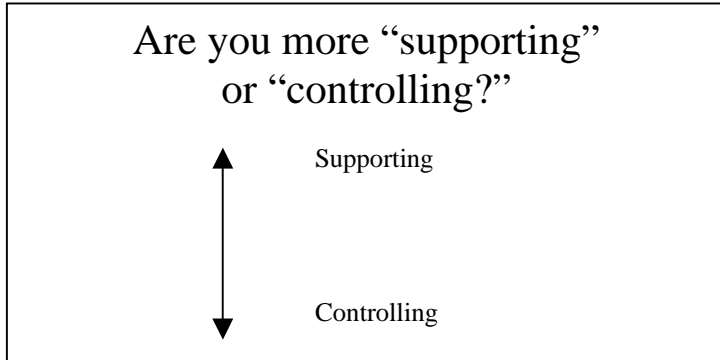 Are you more “supporting”
or “controlling?”
Supporting
Controlling